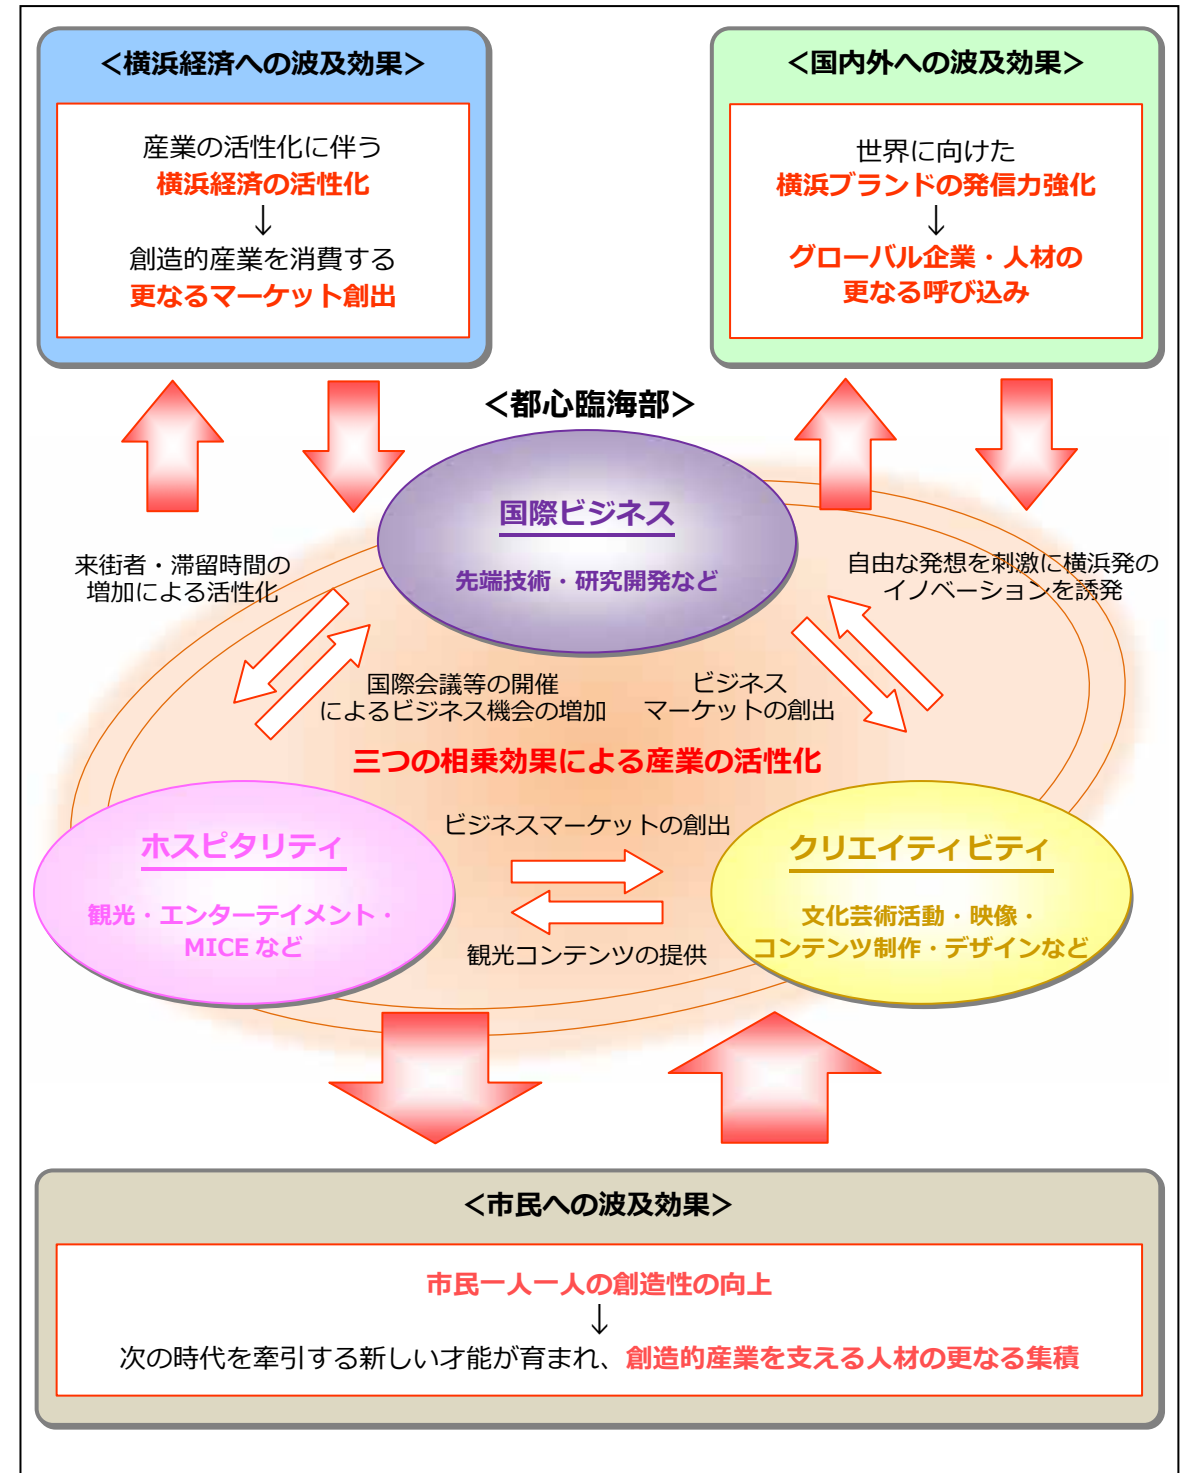 ＜横浜経済への波及効果＞
産業の活性化に伴う
横浜経済の活性化
↓
創造的産業を消費する
更なるマーケット創出
＜国内外への波及効果＞
世界に向けた
横浜ブランドの発信力強化
↓
グローバル企業・人材の
更なる呼び込み
＜都心臨海部＞
国際ビジネス
先端技術・研究開発など
来街者・滞留時間の
増加による活性化
自由な発想を刺激に横浜発の
イノベーションを誘発
国際会議等の開催
によるビジネス機会の増加
ビジネス
マーケットの創出
三つの相乗効果による産業の活性化
ホスピタリティ
観光・エンターテイメント・
MICE など
ビジネスマーケットの創出
観光コンテンツの提供
クリエイティビティ
文化芸術活動・映像・
コンテンツ制作・デザインなど
＜市民への波及効果＞
市民一人一人の創造性の向上
↓
次の時代を牽引する新しい才能が育まれ、創造的産業を支える人材の更なる集積